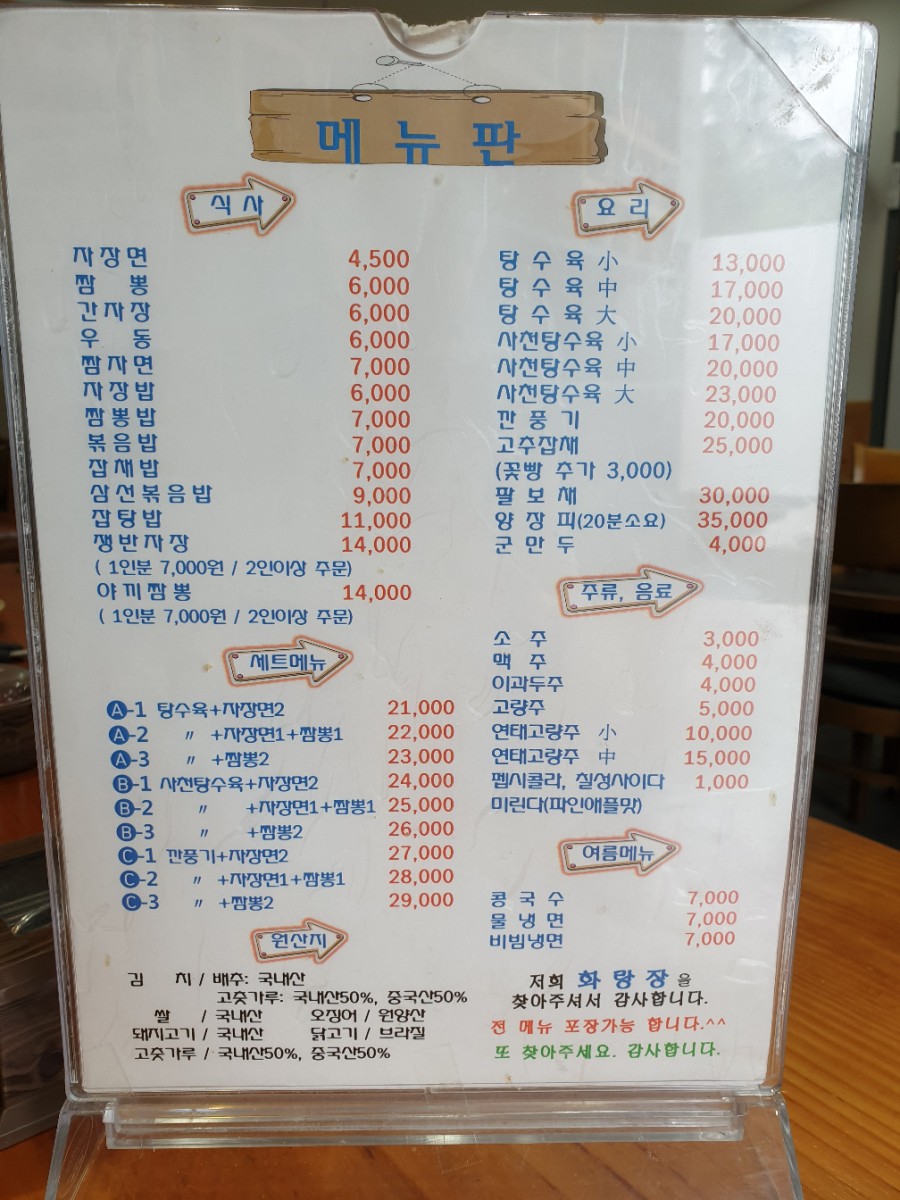 메뉴판
식사
자장면 4,500
짬뽕 6,000
간자장 6,000
우동 6,000
짬자면 7,000
자장밥 6,000
짬뽕밥 7,000
볶음밥 7,000
잡채밥 7,000
삼선볶음밥 9,000
잡탕밥 11,000
쟁반자장 14,000
( 1인분 7,000원 / 2인이상 주문)
야끼짬뽕 14,000
( 1인분 7,000원 / 2인이상 주문)
세트메뉴
A-1 탕수육+자장면2 21,000
A-2 〃 +자장면1+짬뽕1 22,000
A-3 〃 +짬뽕2 23,000
B-1 사천탕수육+자장면2 24,000
B-2 〃 +자장면1+짬뽕1 25,000
B-3 〃 +짬뽕2 26,000
C-1 깐풍기+자장면2 27,000
C-2 〃 +자장면1+짬뽕1 28,000
C-3 〃 +짬뽕2 29,000
원산지
김 치 / 배추: 국내산
고춧가루: 국내산50%, 중국산50%
쌀 / 국내산 오징어 / 원양산
돼지고기 / 국내산 닭고기 / 브라질
고춧가루 / 국내산50%, 중국산50%
요리
탕수육 小 13,000
탕수육 中 17,000
탕수육 大 20,000
사천탕수육 小 17,000
사천탕수육 中 20,000
사천탕수육 大 23,000
깐풍기 20,000
고추잡채 25,000
(꽃빵 추가 3,000)
팔보채 30,000
양장피(20분소요) 35,000
군만두 4,000
주류, 음료
소주 3,000
맥주 4,000
이과두주 4,000
고량주 5,000
연태고량주 小 10,000
연태고량주 中 15,000
펩시콜라, 칠성사이다 1,000
미린다(파인애플맛)
여름메뉴
콩국수 7,000
물냉면 7,000
비빔냉면 7,000
저희 화랑장을
찾아주셔서 감사합니다.
전 메뉴 포장가능 합니다.^^
또 찾아주세요. 감사합니다.